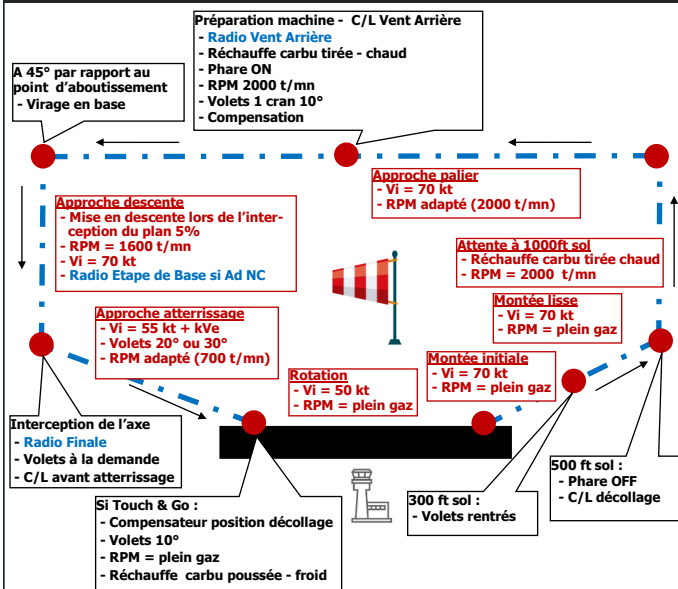 Préparation machine - C/L Vent Arrière
- Radio Vent Arrière
- Réchauffe carbu tirée - chaud
- Phare ON
- RPM 2000 t/mn
- Volets 1 cran 10°
- Compensation
A 45° par rapport au
point d'aboutissement
- Virage en base
Approche palier
- Vi = 70 kt
- RPM adapté (2000 t/mn)
Approche descente
- Mise en descente lors de l'inter-
ception du plan 5%
- RPM = 1600 t/mn
- Vi = 70 kt
- Radio Etape de Base si Ad NC
Attente à 1000ft sol
- Réchauffe carbu tirée chaud
- RPM = 2000 t/mn
Montée lisse
- Vi = 70 kt
- RPM = plein gaz
Approche atterrissage
- Vi = 55 kt + kVe
- Volets 20° ou 30°
- RPM adapté (700 t/mn)
Rotation
- Vi = 50 kt
- RPM = plein gaz
Montée initiale
- Vi = 70 kt
- RPM = plein gaz
Interception de l'axe
- Radio Finale
- Volets à la demande
- C/L avant atterrissage
Si Touch & Go :
- Compensateur position décollage
- Volets 10°
- RPM = plein gaz
- Réchauffe carbu poussée - froid
300 ft sol :
- Volets rentrés
500 ft sol :
- Phare OFF
- C/L décollage